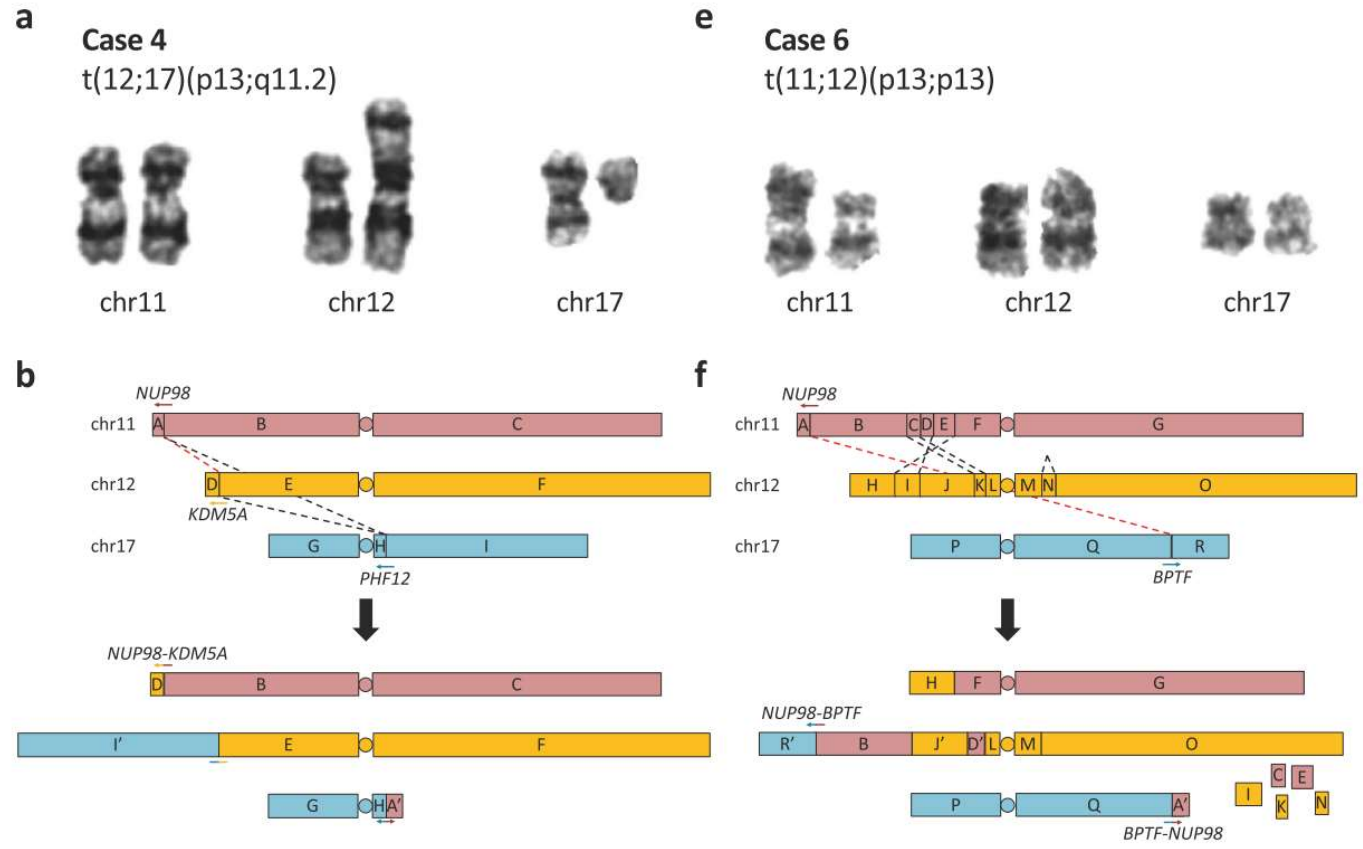 a
Case 4
t(12;17)(p13;q11.2)
chr11
chr12
chr17
e
Case 6
t(11;12)(p13;p13)
chr11
chr12
chr17
b
NUP98
chr11
A
B
C
chr12
D
E
F
KDM5A
chr17
G
H
I
PHF12
NUP98-KDM5A
D
B
C
I′
E
F
G
H
A′
f
NUP98
chr11
A
B
C
D
E
F
G
chr12
H
I
J
K
L
M
N
O
chr17
P
Q
R
BPTF
H
F
G
NUP98-BPTF
R′
B
J′
D′
L
M
O
C
E
I
K
N
P
Q
A′
BPTF-NUP98